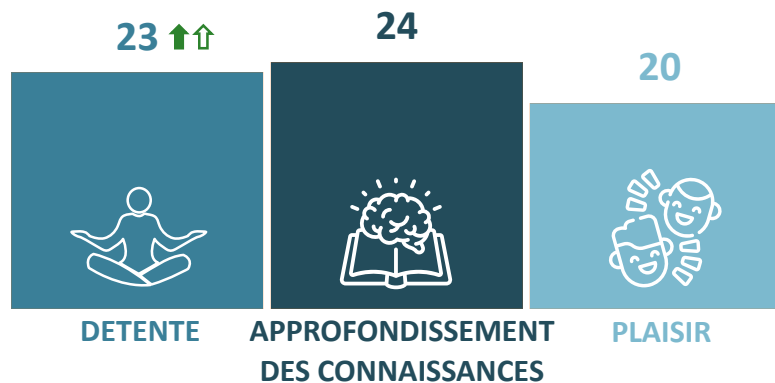 23
24
20
DETENTE
APPROFONDISSEMENT
DES CONNAISSANCES
PLAISIR